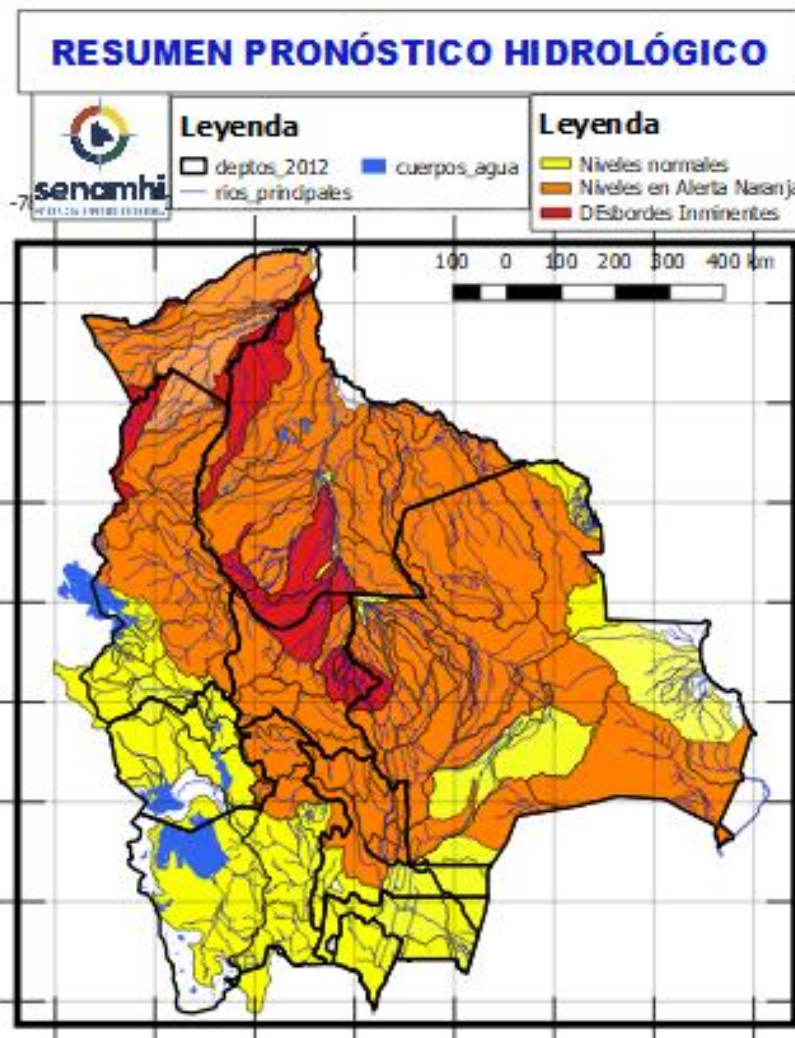 RESUMEN PRONÓSTICO HIDROLÓGICO
senamhi
Leyenda
deptos_2012
cuerpos_agua
rios_principales
Leyenda
Niveles normales
Niveles en Alerta Naranja
DEsbordes Inminentes
100 0 100 200 300 400 km